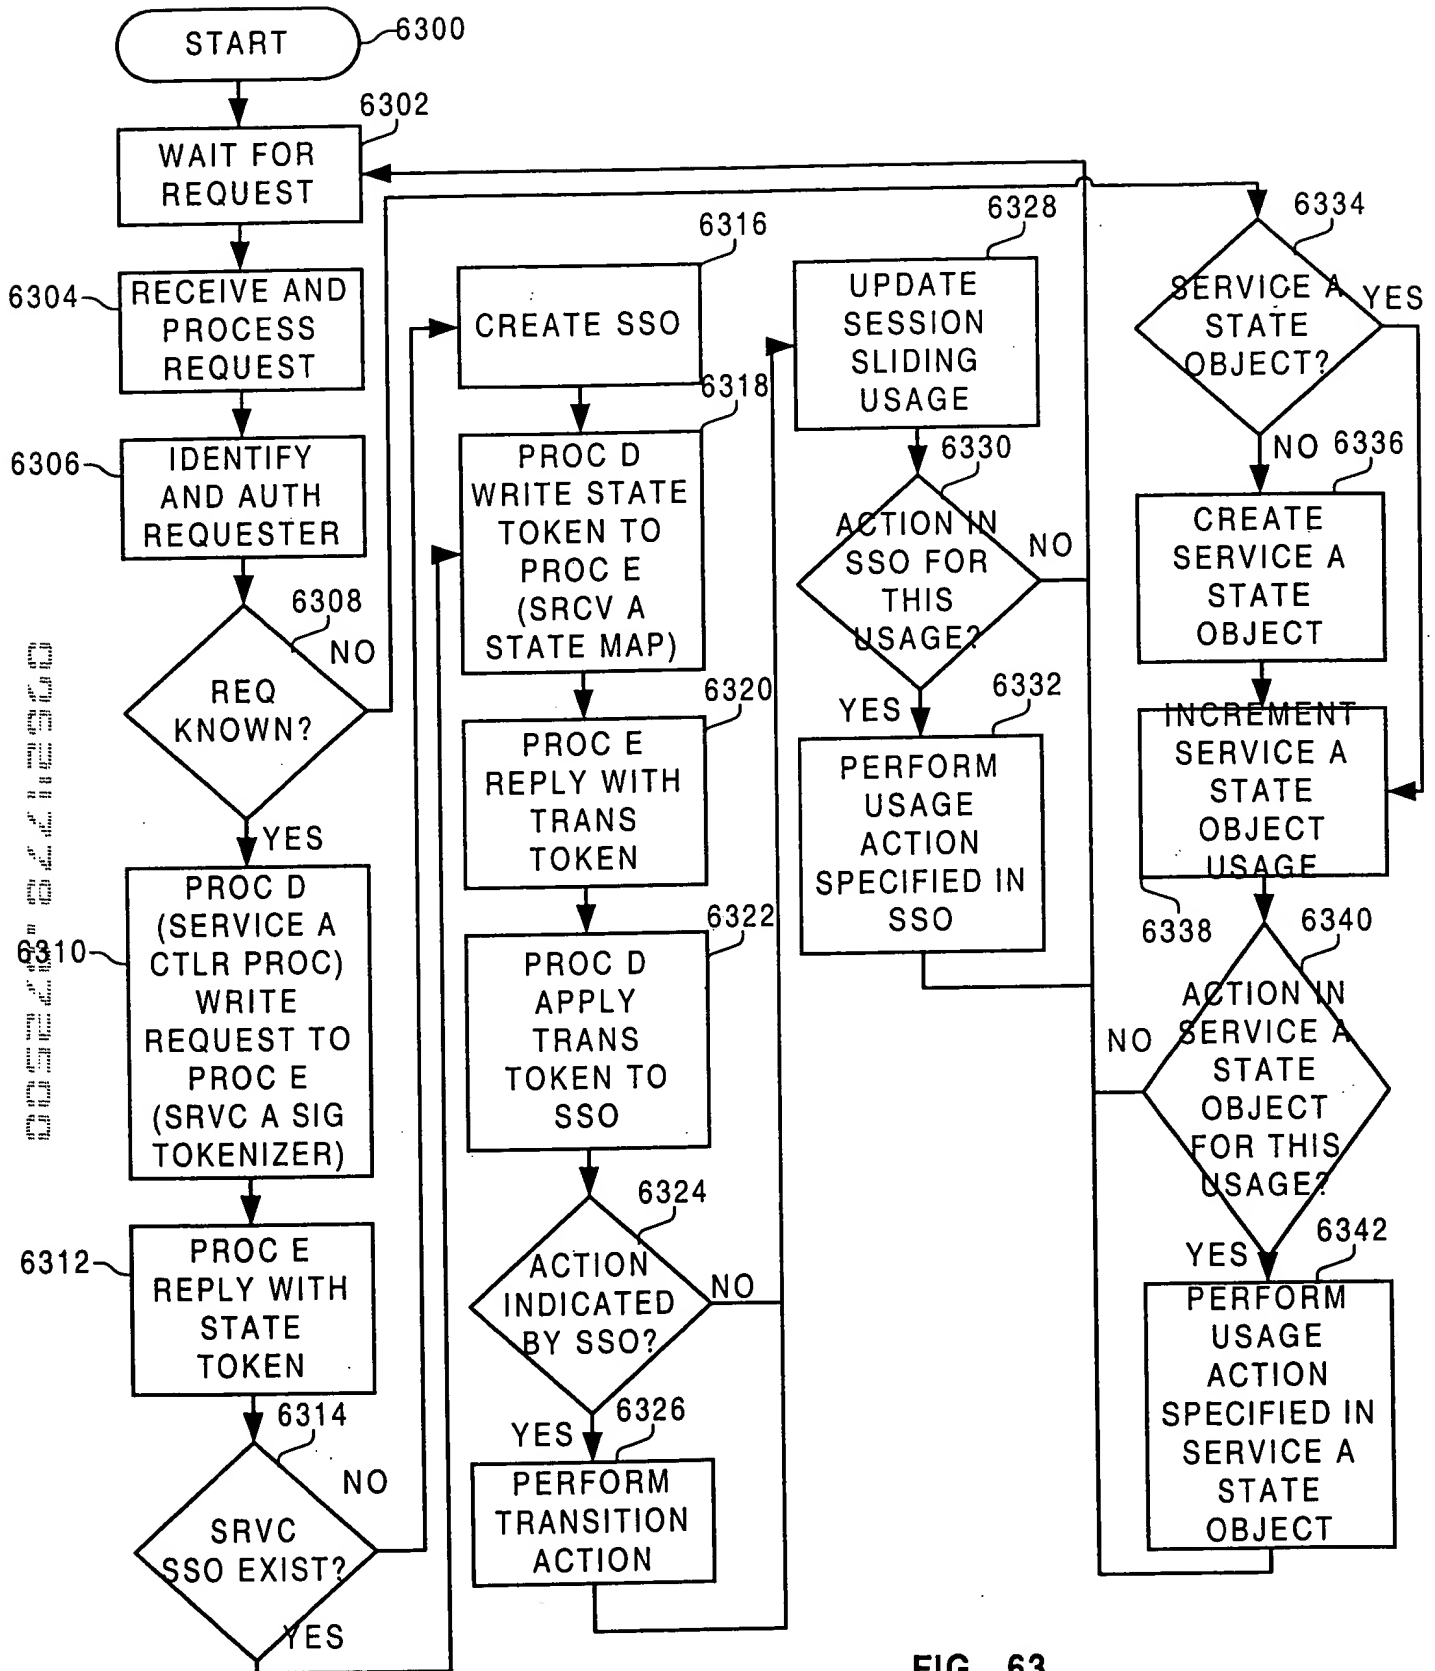 START
6300
6302
WAIT FOR
REQUEST
6304
RECEIVE AND
PROCESS
REQUEST
6306
IDENTIFY
AND AUTH
REQUESTER
6308
NO
REQ
KNOWN?
YES
6310
PROC D
(SERVICE A
CTLR PROC)
WRITE
REQUEST TO
PROC E
(SRVC A SIG
TOKENIZER)
6312
PROC E
REPLY WITH
STATE
TOKEN
6314
NO
SRVC
SSO EXIST?
YES
6316
CREATE SSO
6318
PROC D
WRITE STATE
TOKEN TO
PROC E
(SRCV A
STATE MAP)
6320
PROC E
REPLY WITH
TRANS
TOKEN
6322
PROC D
APPLY
TRANS
TOKEN TO
SSO
6324
ACTION
INDICATED
BY SSO?
NO
YES
6326
PERFORM
TRANSITION
ACTION
6328
UPDATE
SESSION
SLIDING
USAGE
6330
ACTION IN
SSO FOR
THIS
USAGE?
NO
YES
6332
PERFORM
USAGE
ACTION
SPECIFIED IN
SSO
6334
SERVICE A
STATE
OBJECT?
YES
NO
6336
CREATE
SERVICE A
STATE
OBJECT
INCREMENT
SERVICE A
STATE
OBJECT
USAGE
6338
6340
ACTION IN
SERVICE A
STATE
OBJECT
FOR THIS
USAGE?
NO
YES
6342
PERFORM
USAGE
ACTION
SPECIFIED IN
SERVICE A
STATE
OBJECT
FIG. 63